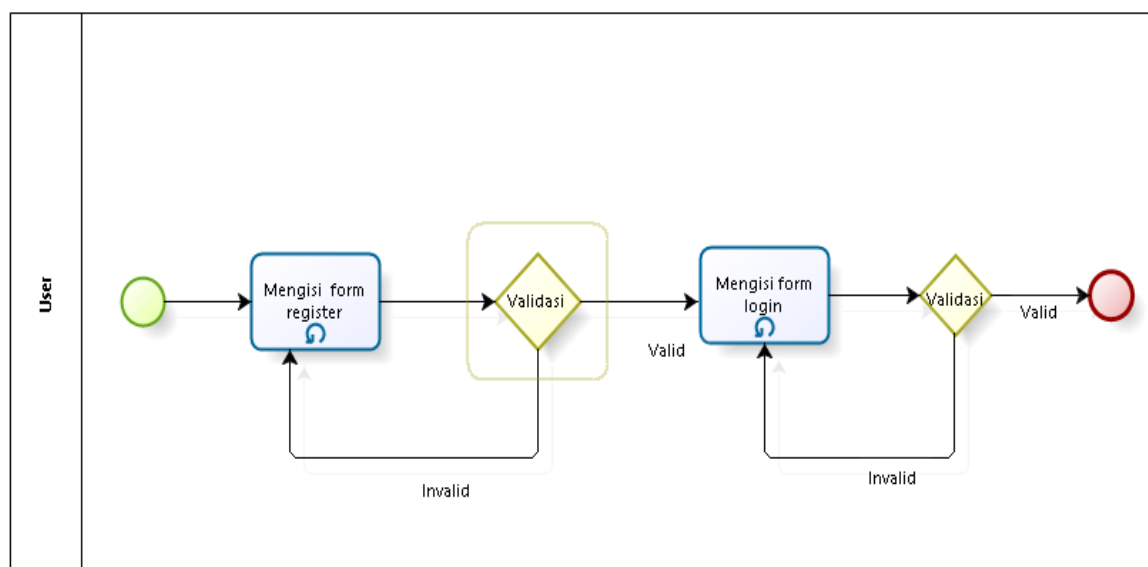 User
Mengisi form
register
Validasi
Valid
Invalid
Mengisi form
login
Validasi
Valid
Invalid